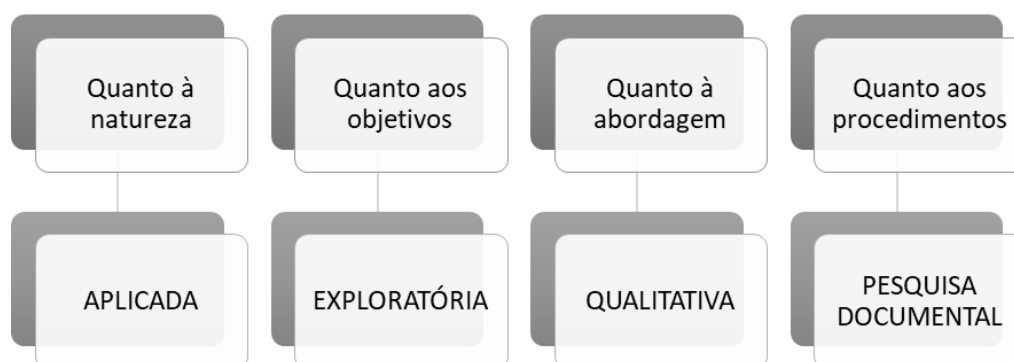 Quanto à
natureza
Quanto aos
objetivos
Quanto à
abordagem
Quanto aos
procedimentos
APLICADA
EXPLORATÓRIA
QUALITATIVA
PESQUISA
DOCUMENTAL